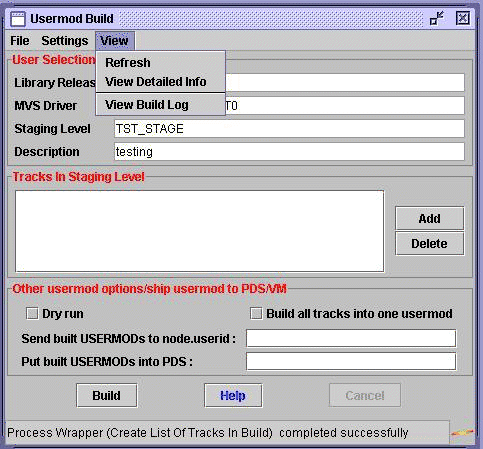 Usermod Build
File Settings View
Refresh
View Detailed Info
View Build Log
User Selection
Library
MVS Driver T0
Staging Level TST_STAGE
Description testing
Tracks In Staging Level
Add
Delete
Other usermod options/ship usermod to PDS/VM
Dry run Build all tracks into one usermod
Send built USERMODs to node.userid :
Put built USERMODs into PDS :
Build Help Cancel
Process Wrapper (Create List Of Tracks In Build) completed successfully